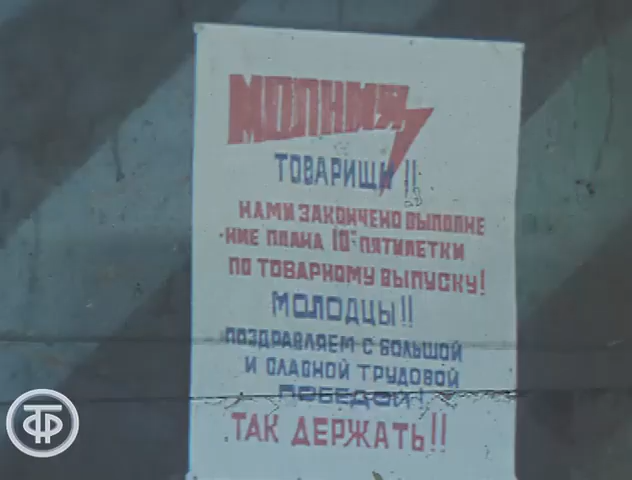 МОЛНИЯ
ТОВАРИЩИ!!
НАМИ ЗАКОНЧЕНО ВЫПОЛНЕ
-НИЕ ПЛАНА 10ой ПЯТИЛЕТКИ
ПО ТОВАРНОМУ ВЫПУСКУ!
МОЛОДЦЫ!!
ПОЗДРАВЛЯЕМ С БОЛЬШОЙ
И СЛАВНОЙ ТРУДОВОЙ
ПОБЕДОЙ!
ТАК ДЕРЖАТЬ!!